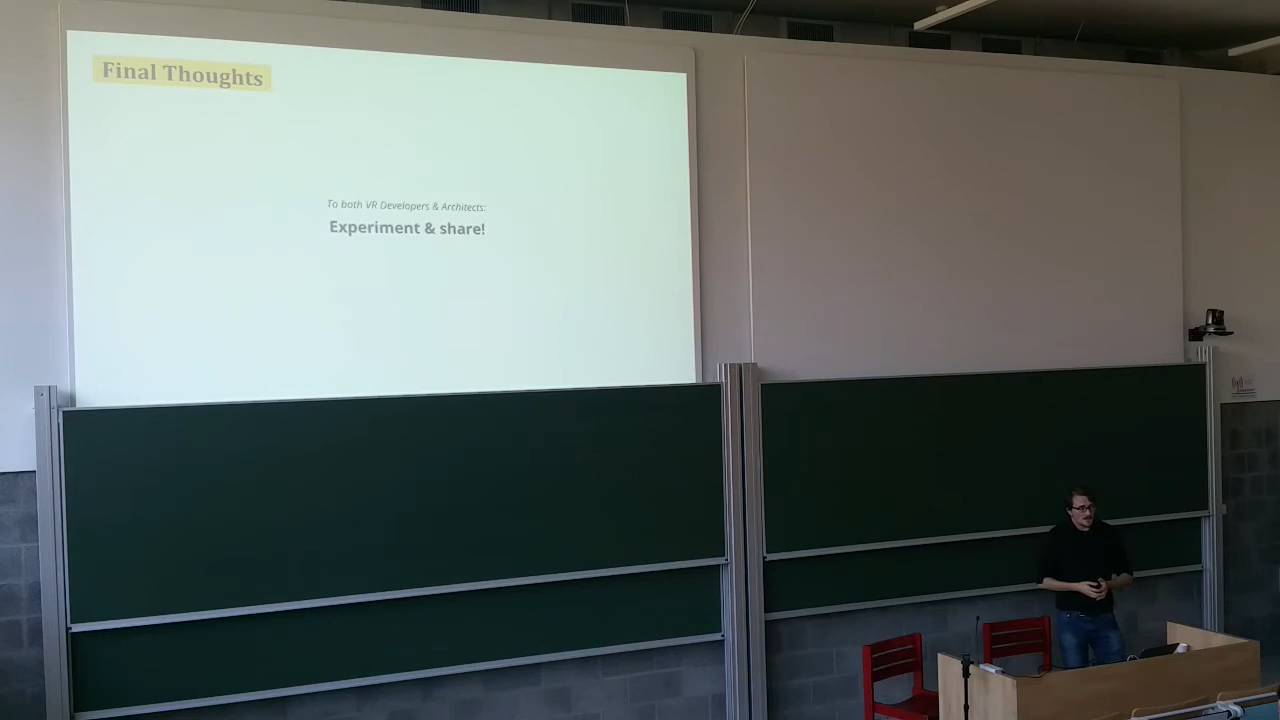 Final Thoughts
To both VR Developers & Architects:
Experiment & share!